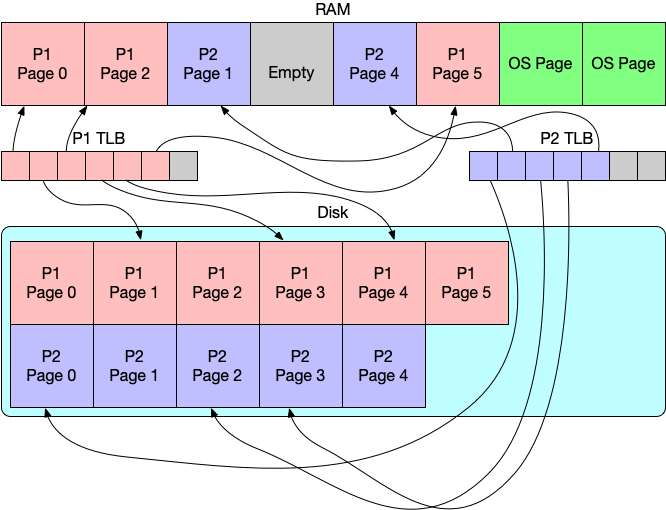 RAM
P1
Page 0
P1
Page 2
P2
Page 1
Empty
P2
Page 4
P1
Page 5
OS Page
OS Page
P1 TLB
P2 TLB
Disk
P1
Page 0
P1
Page 1
P1
Page 2
P1
Page 3
P1
Page 4
P1
Page 5
P2
Page 0
P2
Page 1
P2
Page 2
P2
Page 3
P2
Page 4